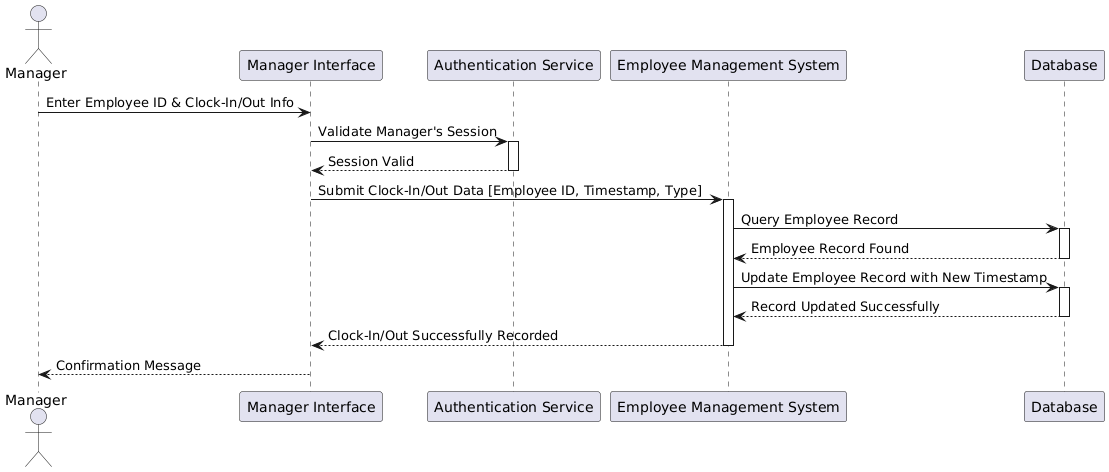 Manager
Manager Interface
Authentication Service
Employee Management System
Database
Enter Employee ID & Clock-In/Out Info
Validate Manager's Session
Session Valid
Submit Clock-In/Out Data [Employee ID, Timestamp, Type]
Query Employee Record
Employee Record Found
Update Employee Record with New Timestamp
Record Updated Successfully
Clock-In/Out Successfully Recorded
Confirmation Message
Manager
Manager Interface
Authentication Service
Employee Management System
Database